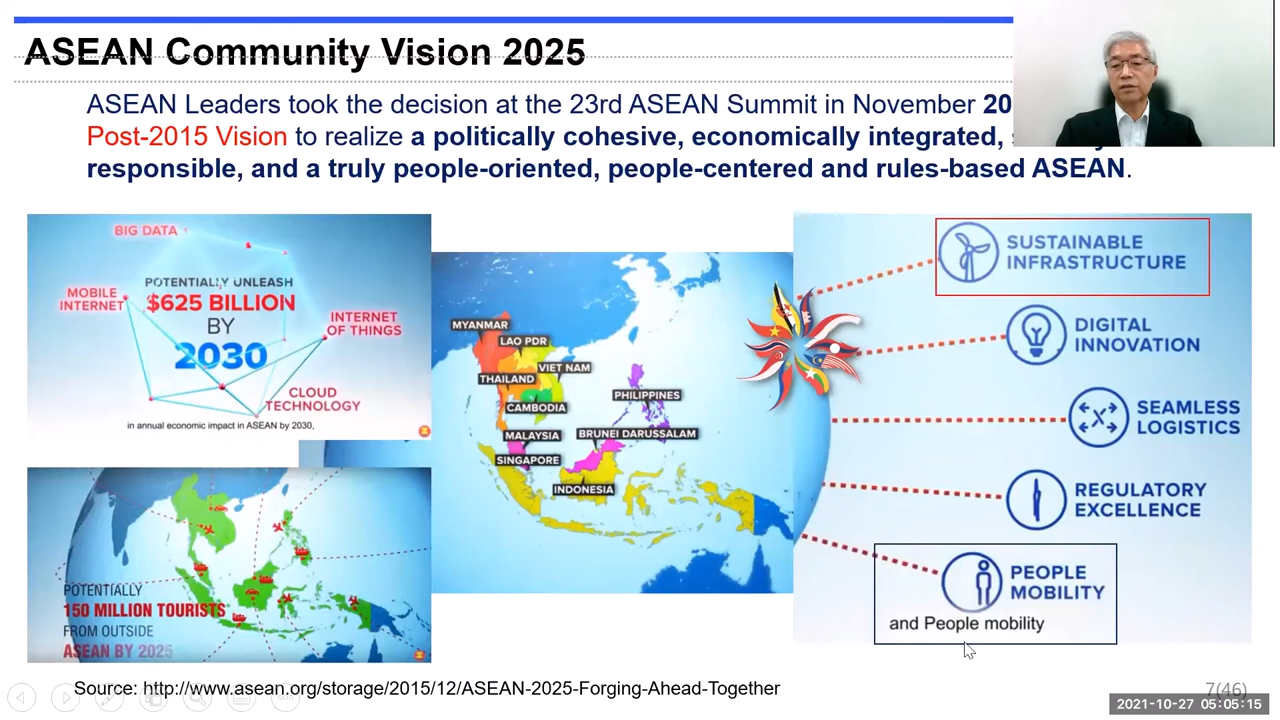 ASEAN Community Vision 2025
ASEAN Leaders took the decision at the 23rd ASEAN Summit in November 20
Post-2015 Vision to realize a politically cohesive, economically integrated,
responsible, and a truly people-oriented, people-centered and rules-based ASEAN.
BIG DATA
POTENTIALLY UNLEASH
$625 BILLION
BY
2030
MOBILE
INTERNET
INTERNET
OF THINGS
CLOUD
TECHNOLOGY
in annual economic impact in ASEAN by 2030,
POTENTIALLY
150 MILLION TOURISTS
FROM OUTSIDE
ASEAN BY 2025
MYANMAR
LAO PDR
VIET NAM
THAILAND
PHILIPPINES
CAMBODIA
MALAYSIA
BRUNEI DARUSSALAM
SINGAPORE
INDONESIA
SUSTAINABLE
INFRASTRUCTURE
DIGITAL
INNOVATION
SEAMLESS
LOGISTICS
REGULATORY
EXCELLENCE
PEOPLE
MOBILITY
and People mobility
Source: http://www.asean.org/storage/2015/12/ASEAN-2025-Forging-Ahead-Together
7(46)
2021-10-27 05:05:15